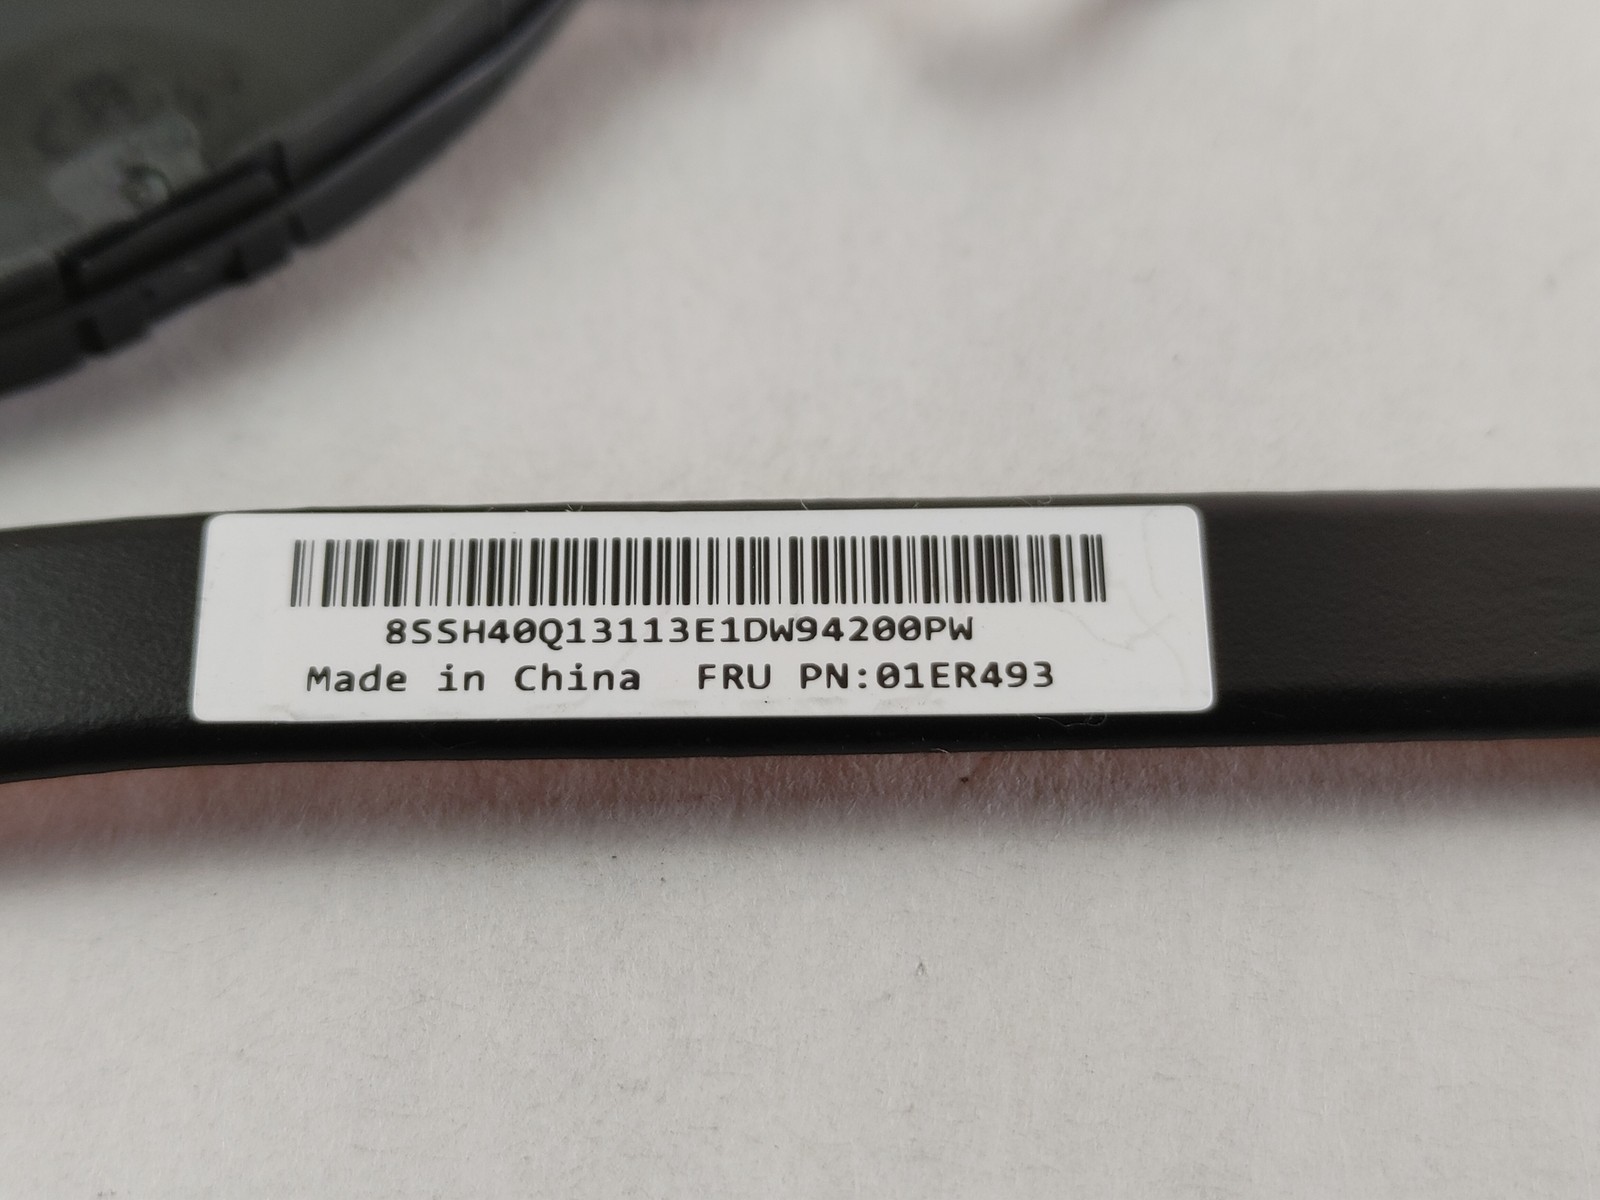 8SSH40Q13113E1DW94200PW
Made in China FRU PN:01ER493